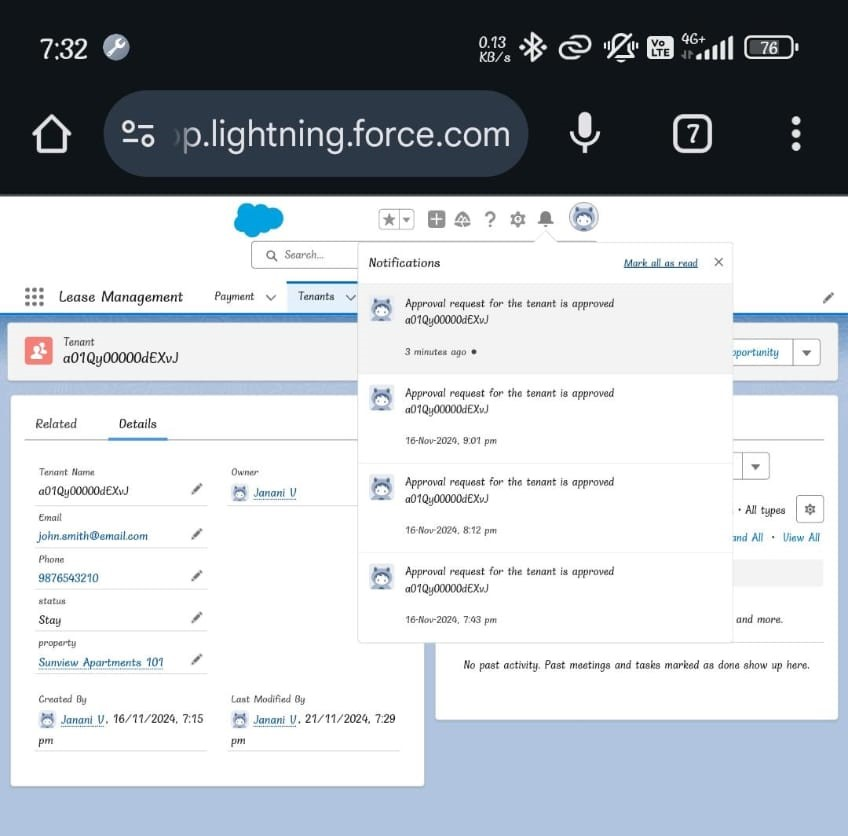 7:32
0.13
KB/s
Vo
LTE
4G+
76
p.lightning.force.com
7
Search...
Notifications
Mark all as read
Lease Management
Payment
Tenants
Approval request for the tenant is approved
a01Qy00000dEXvJ
3 minutes ago
Tenant
a01Qy00000dEXvJ
pportunity
Approval request for the tenant is approved
a01Qy00000dEXvJ
16-Nov-2024, 9:01 pm
Approval request for the tenant is approved
a01Qy00000dEXvJ
16-Nov-2024, 8:12 pm
Approval request for the tenant is approved
a01Qy00000dEXvJ
16-Nov-2024, 7:43 pm
Related
Details
Tenant Name
a01Qy00000dEXvJ
Owner
Janani V
Email
john.smith@email.com
Phone
9876543210
status
Stay
property
Sunview Apartments 101
Created By
Janani V, 16/11/2024, 7:15
pm
Last Modified By
Janani V, 21/11/2024, 7:29
pm
• All types
and All • View All
and more.
No past activity. Past meetings and tasks marked as done show up here.